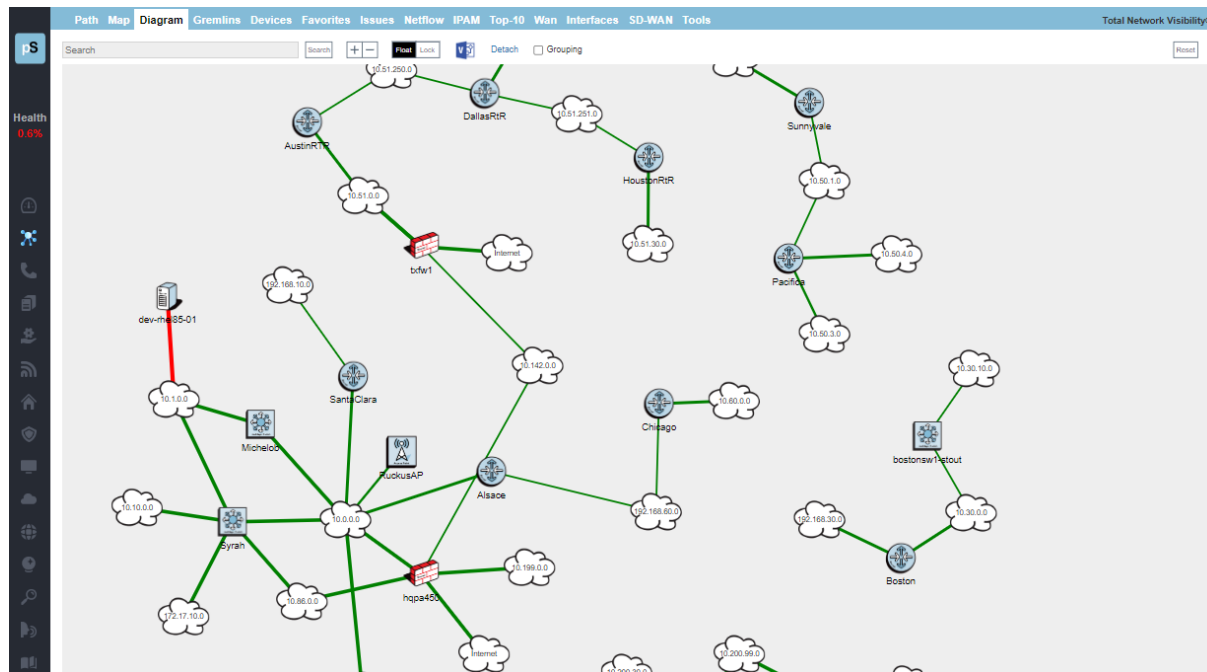 Path Map Diagram Gremlins Devices Favorites Issues Netflow IPAM Top-10 Wan Interfaces SD-WAN Tools
Total Network Visibility
pS
Search
Search
+ −
Float Lock
Detach
Grouping
Reset
Health
0.6%
10.51.250.0
DallasRtR
10.51.251.0
Sunnyvale
AustinRTR
HoustonRtR
10.50.1.0
10.51.0.0
10.51.30.0
Internet
10.50.4.0
txfw1
Pacifica
192.168.10.0
dev-rhel85-01
10.50.3.0
10.142.0.0
10.30.10.0
10.1.0.0
SantaClara
10.60.0.0
Chicago
Michelob
bostonsw1-stout
RuckusAP
Alsace
10.10.0.0
192.168.60.0
10.30.0.0
10.0.0.0
192.168.30.0
Syrah
10.199.0.0
Boston
10.86.0.0
hqpa450
172.17.10.0
Internet
10.200.99.0